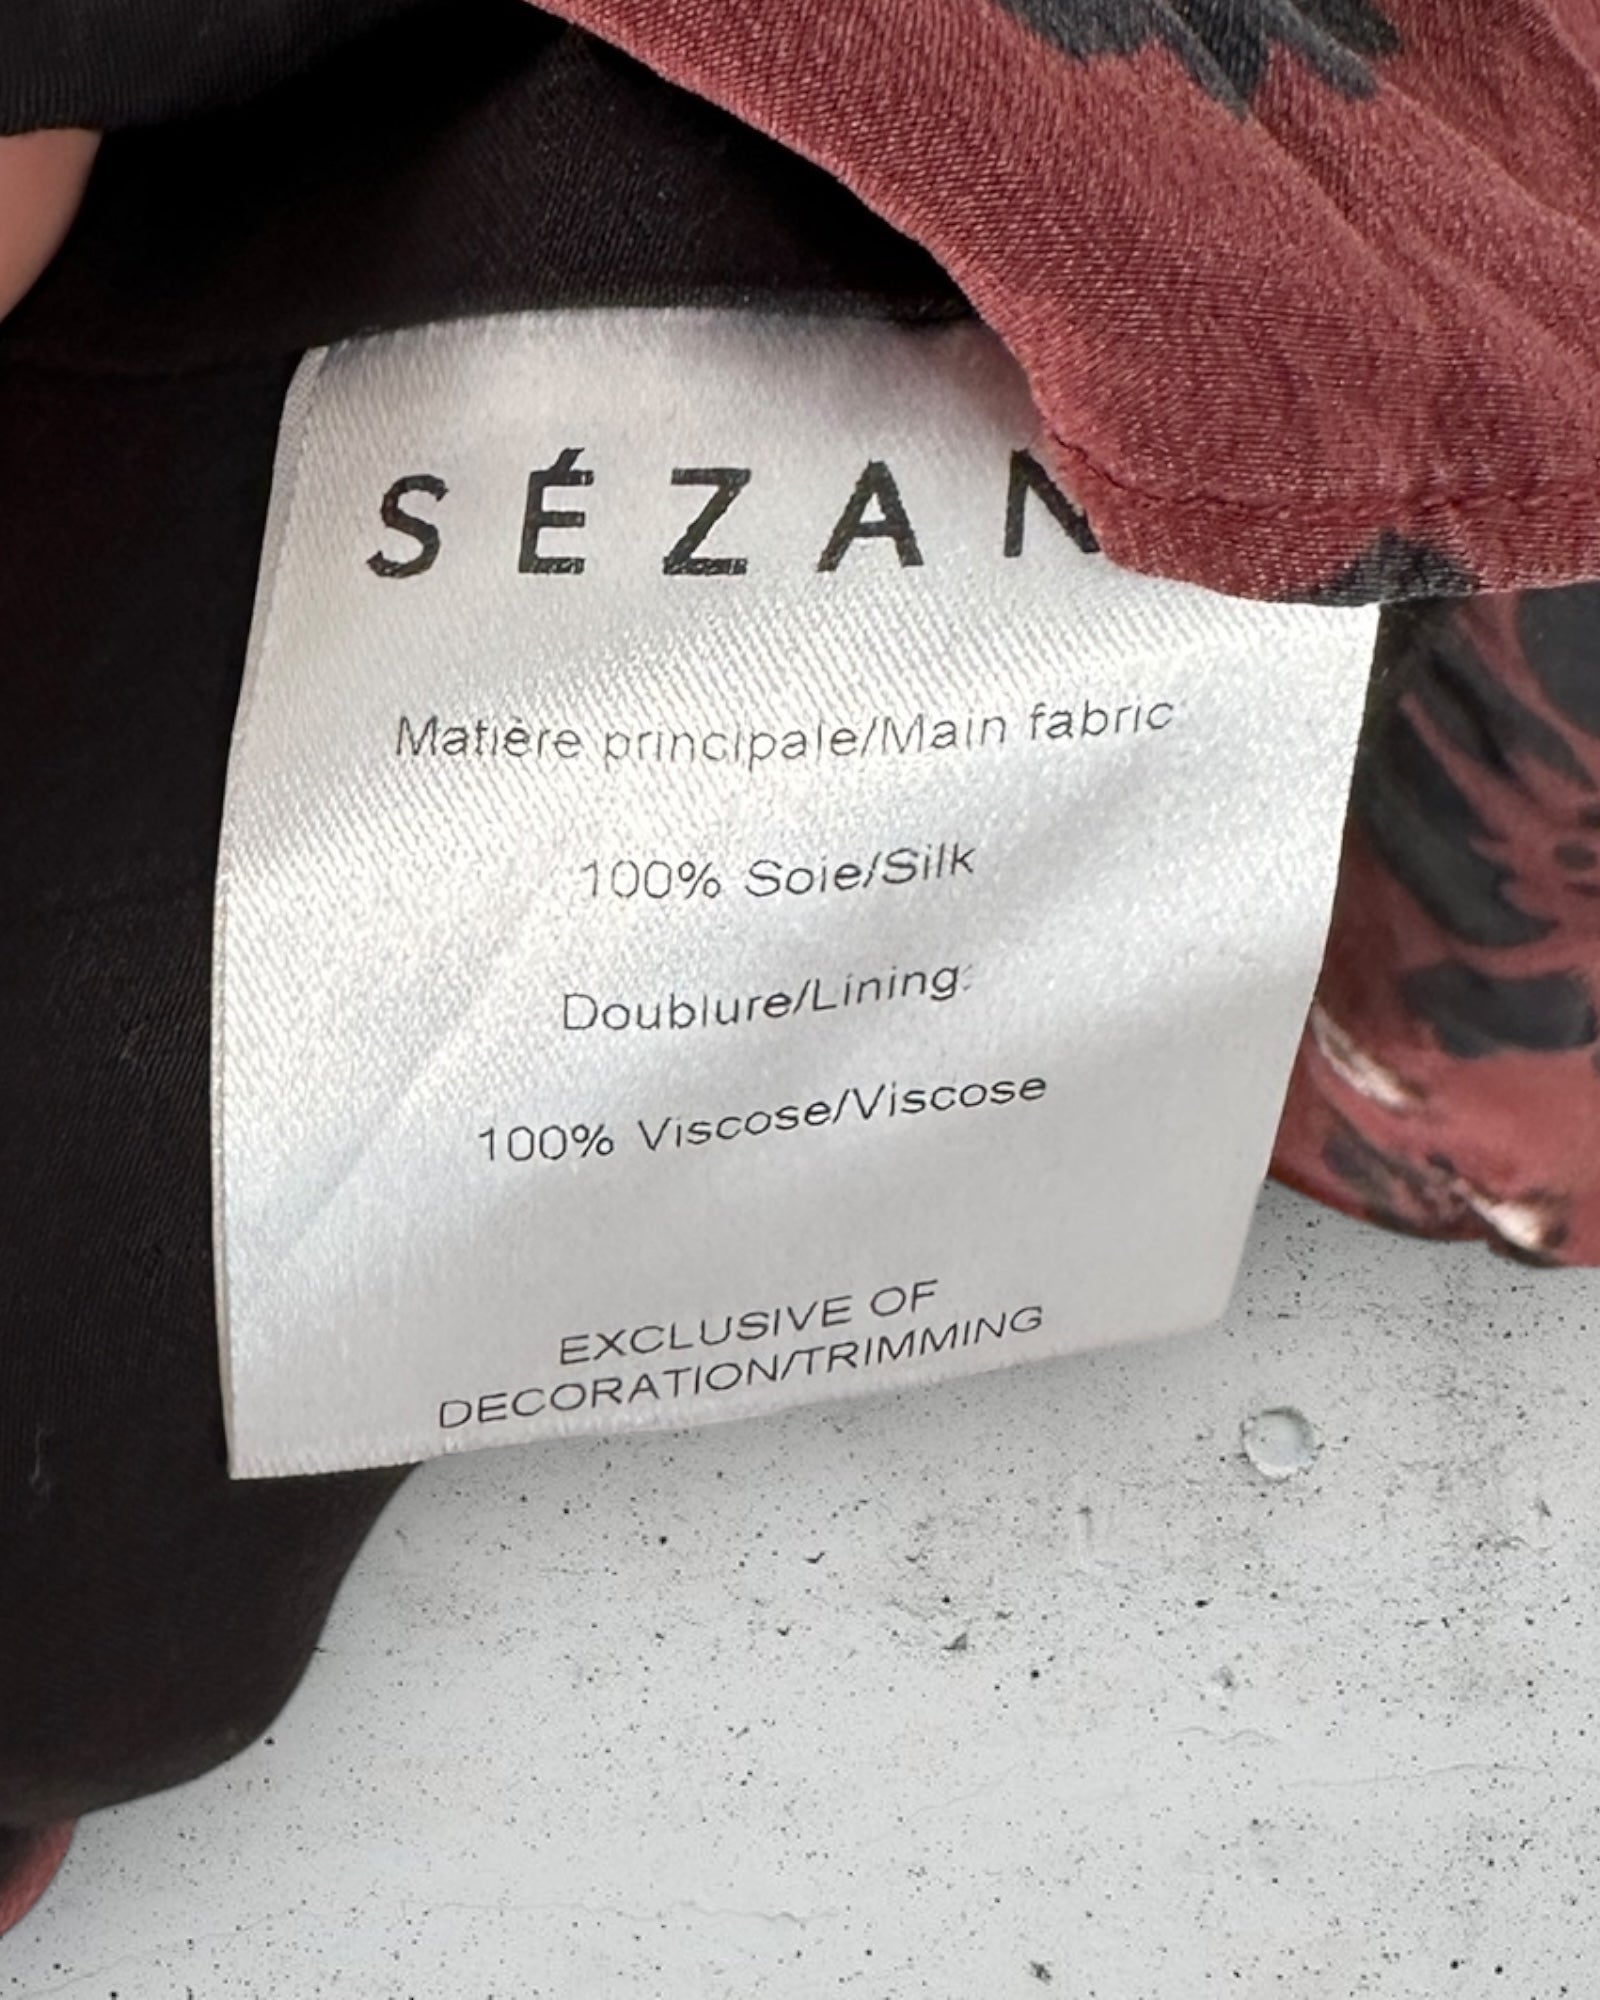 SÉZAN
Matière principale/Main fabric
100% Soie/Silk
Doublure/Lining:
100% Viscose/Viscose
EXCLUSIVE OF
DECORATION/TRIMMING